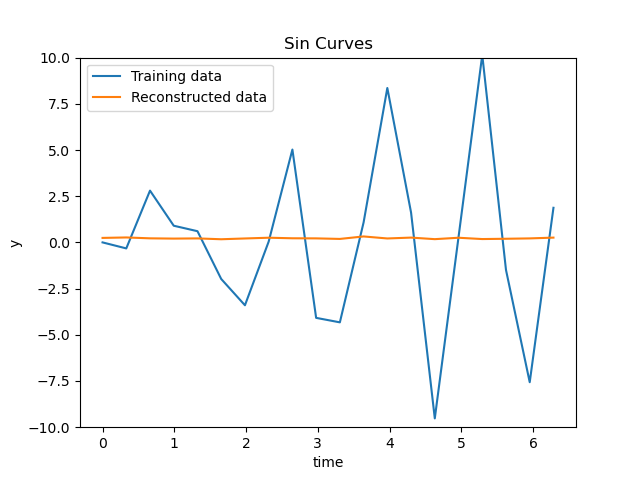 Sin Curves
Training data
Reconstructed data
y
10.0
7.5
5.0
2.5
0.0
−2.5
−5.0
−7.5
−10.0
0 1 2 3 4 5 6
time